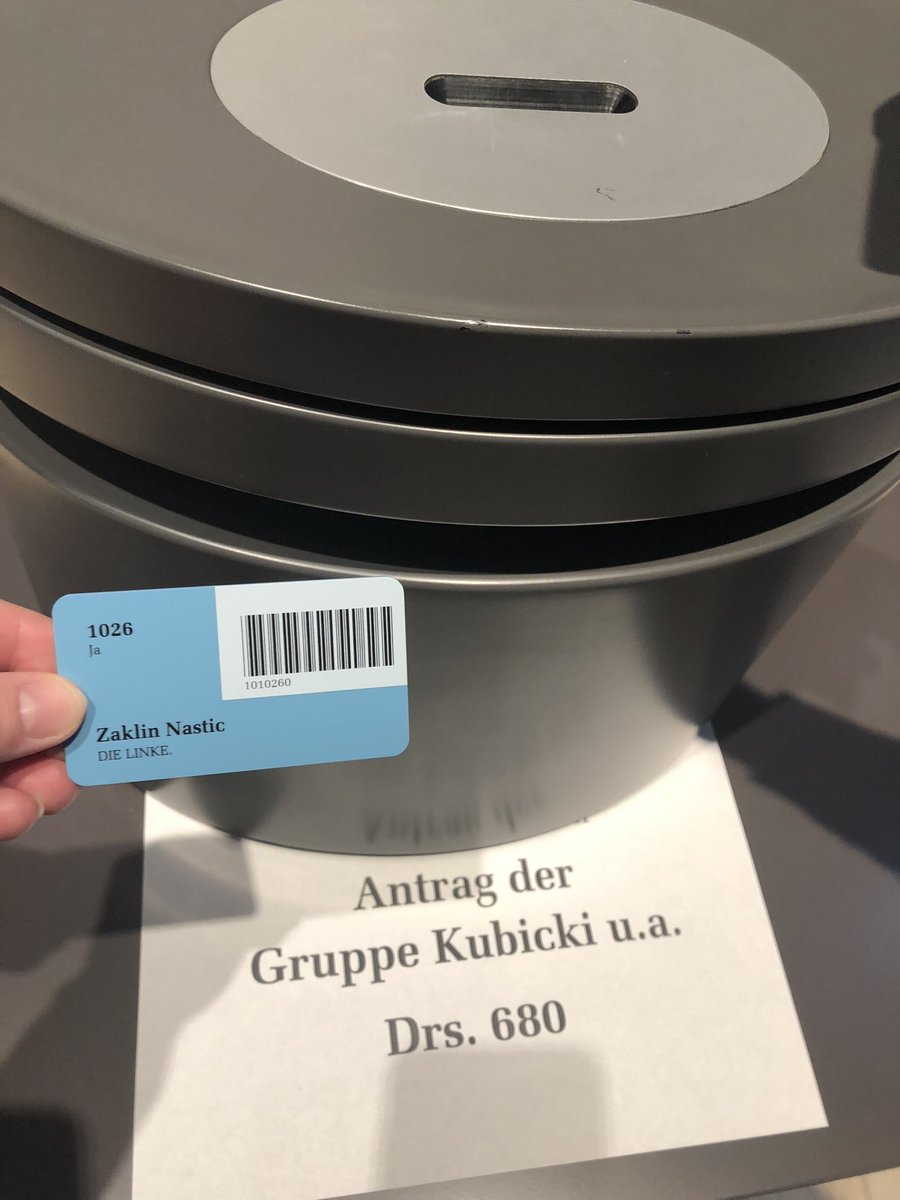 1026
Ja
1010260
Zaklin Nastic
DIE LINKE.
Antrag der
Gruppe Kubicki u.a.
Drs. 680